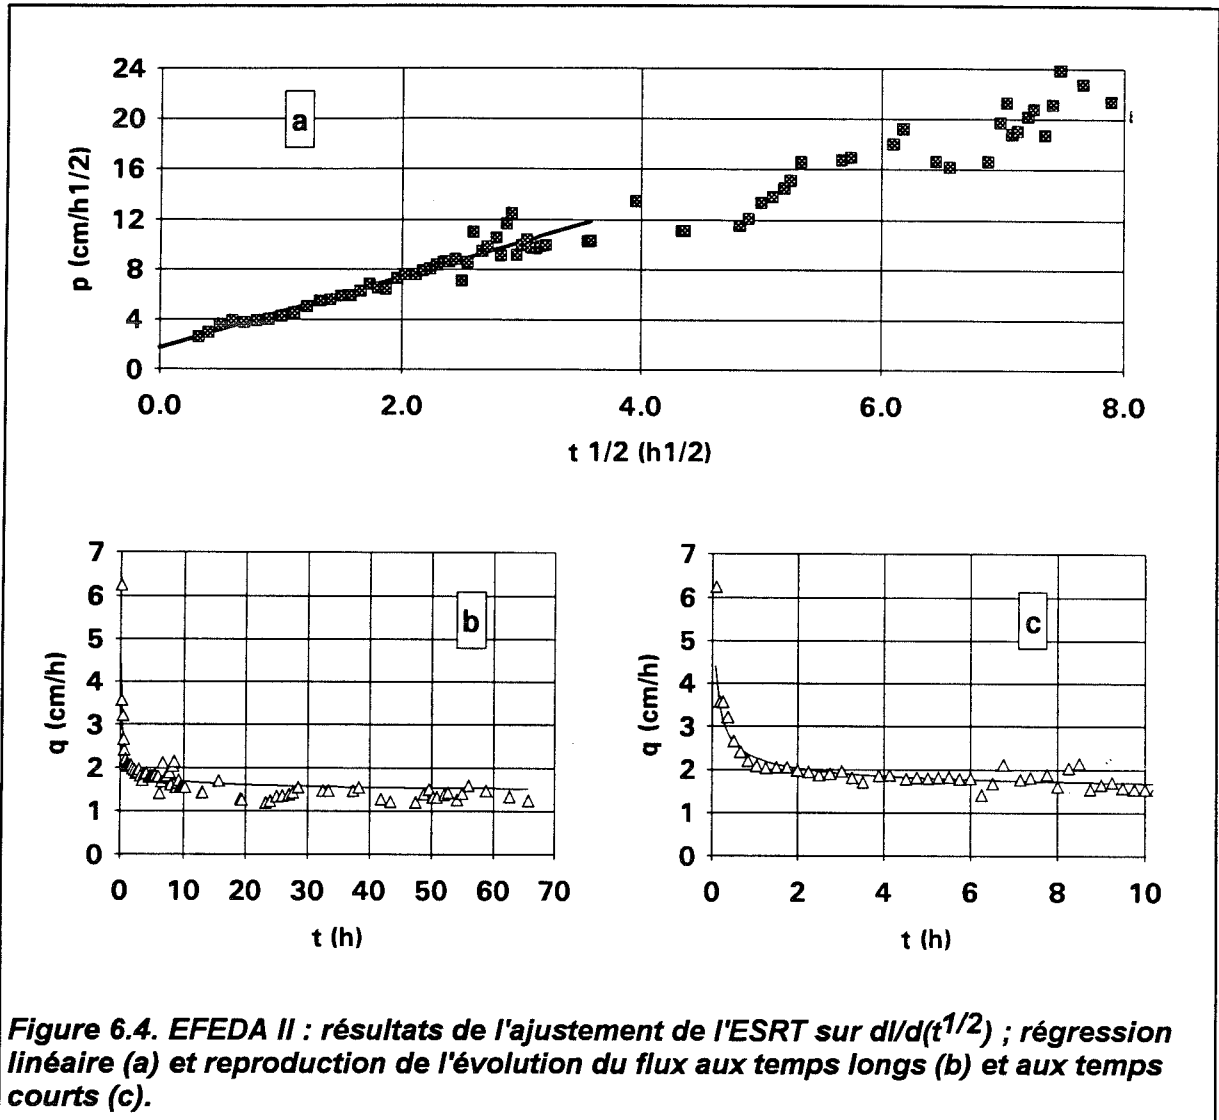 24
20
16
12
8
4
0
p (cm/h1/2)
a
0.0 2.0 4.0 6.0 8.0
t 1/2 (h1/2)
7
6
5
4
3
2
1
0
q (cm/h)
b
0 10 20 30 40 50 60 70
t (h)
7
6
5
4
3
2
1
0
q (cm/h)
c
0 2 4 6 8 10
t (h)
Figure 6.4. EFEDA II : résultats de l'ajustement de l'ESRT sur dI/d(t1/2) ; régression
linéaire (a) et reproduction de l'évolution du flux aux temps longs (b) et aux temps
courts (c).